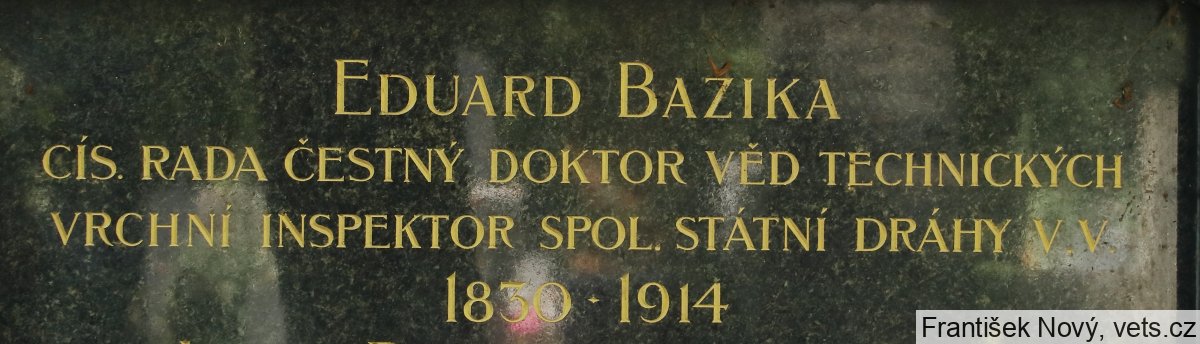 EDUARD BAŽIKA
CÍS. RADA ČESTNÝ DOKTOR VĚD TECHNICKÝCH
VRCHNÍ INSPEKTOR SPOL. STÁTNÍ DRÁHY V. V.
1830 · 1914
František Nový, vets.cz